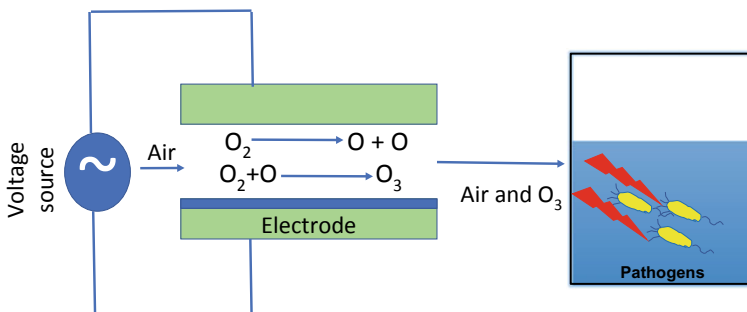 Voltage
source
~
Air
O₂ → O + O
O₂+O → O₃
Electrode
Air and O₃
Pathogens